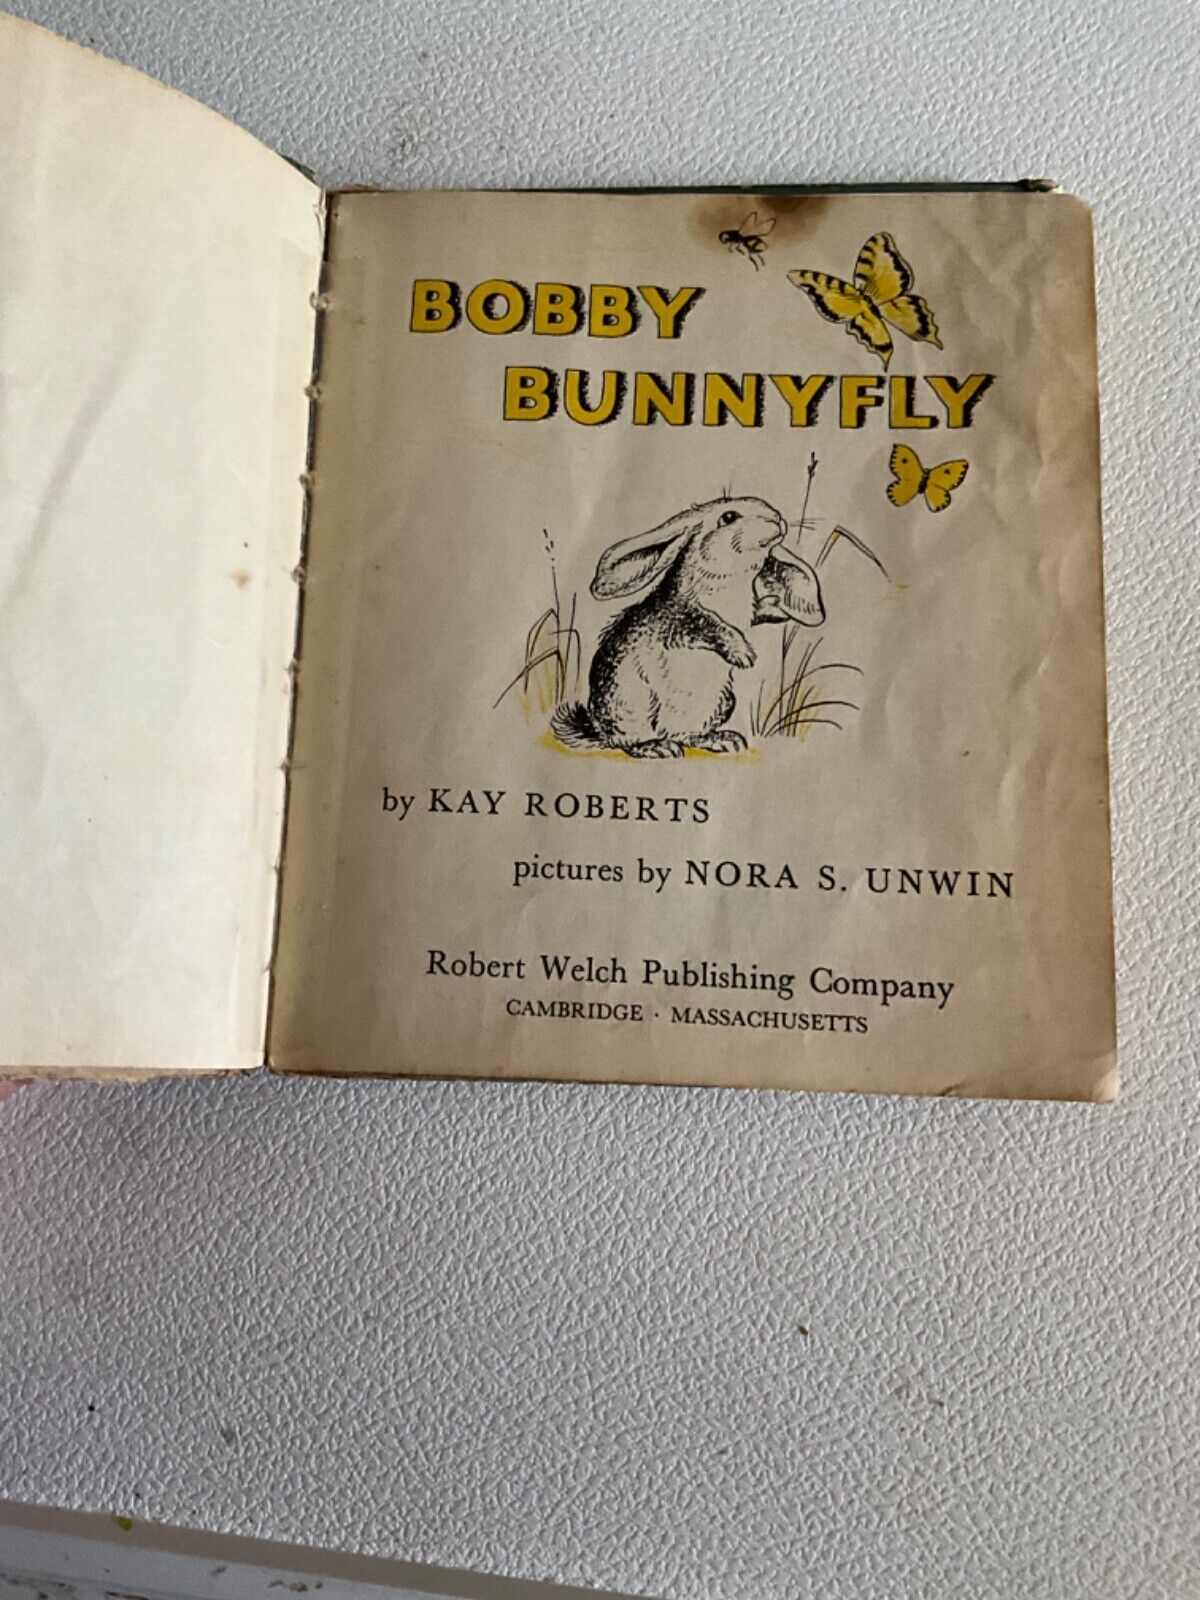 BOBBY
BUNNYFLY
by KAY ROBERTS
pictures by NORA S. UNWIN
Robert Welch Publishing Company
CAMBRIDGE · MASSACHUSETTS